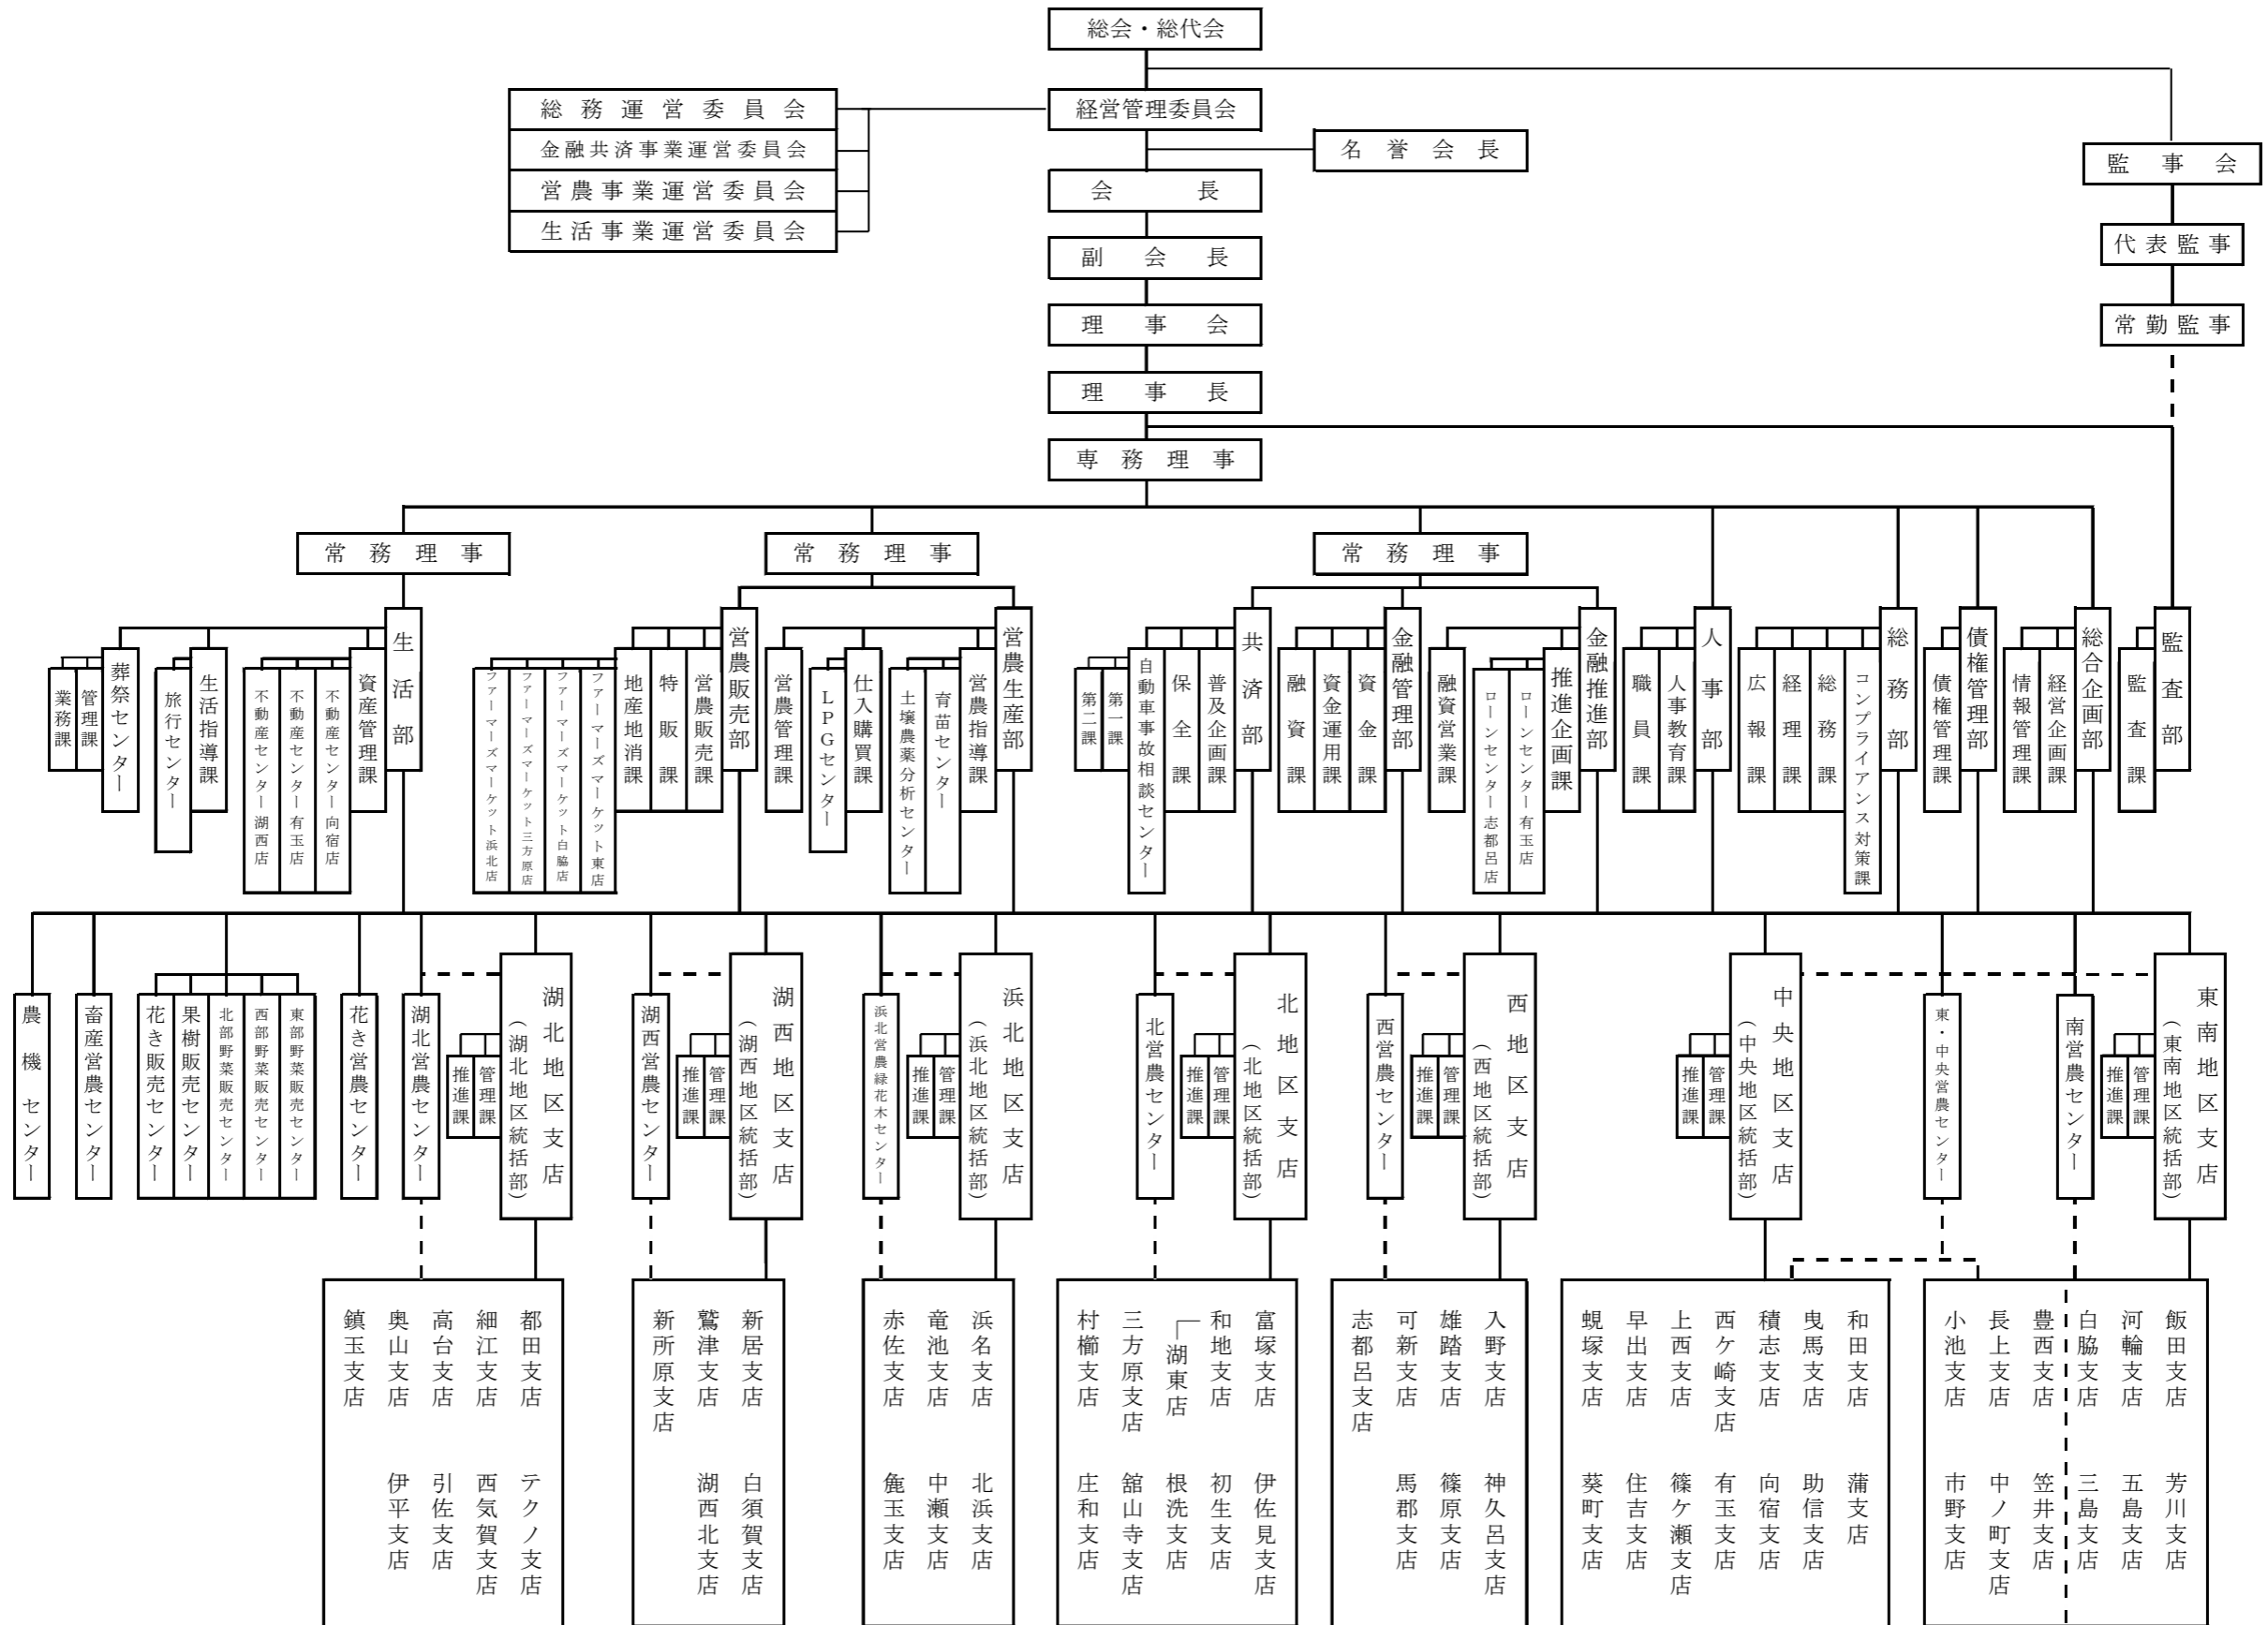 総会・総代会
総務運営委員会
経営管理委員会
金融共済事業運営委員会
名誉会長
監事会
営農事業運営委員会
会長
生活事業運営委員会
副会長
代表監事
理事会
常勤監事
理事長
専務理事
常務理事
常務理事
常務理事
監査部
監査課
総合企画部
経営企画課
情報管理課
債権管理部
債権管理課
総務部
コンプライアンス対策課
総務課
経理課
広報課
人事部
人事教育課
職員課
金融推進部
推進企画課
ローンセンター有玉店
ローンセンター志都呂店
融資営業課
金融管理部
資金課
資金運用課
融資課
共済部
普及企画課
保全課
自動車事故相談センター
第一課
第二課
営農生産部
営農指導課
育苗センター
土壌農薬分析センター
仕入購買課
LPGセンター
営農管理課
営農販売部
営農販売課
特販課
地産地消課
ファーマーズマーケット東店
ファーマーズマーケット白脇店
ファーマーズマーケット三方原店
ファーマーズマーケット浜北店
生活部
資産管理課
不動産センター向宿店
不動産センター有玉店
不動産センター湖西店
生活指導課
旅行センター
葬祭センター
管理課
業務課
東南地区支店
(東南地区統括部)
管理課
推進課
南営農センター
東・中央営農センター
中央地区支店
(中央地区統括部)
管理課
推進課
西地区支店
(西地区統括部)
管理課
推進課
西営農センター
北地区支店
(北地区統括部)
管理課
推進課
北営農センター
浜北地区支店
(浜北地区統括部)
管理課
推進課
浜北営農緑花木センター
湖西地区支店
(湖西地区統括部)
管理課
推進課
湖西営農センター
湖北地区支店
(湖北地区統括部)
管理課
推進課
湖北営農センター
花き営農センター
東部野菜販売センター
西部野菜販売センター
北部野菜販売センター
果樹販売センター
花き販売センター
畜産営農センター
農機センター
飯田支店 芳川支店
河輪支店 五島支店
白脇支店 三島支店
豊西支店 笠井支店
長上支店 中ノ町支店
小池支店 市野支店
和田支店 蒲支店
曳馬支店 助信支店
積志支店 向宿支店
西ケ崎支店 有玉支店
上西支店 篠ケ瀬支店
早出支店 住吉支店
蜆塚支店 葵町支店
入野支店 神久呂支店
雄踏支店 篠原支店
可新支店 馬郡支店
志都呂支店
富塚支店 伊佐見支店
和地支店 初生支店
湖東店 根洗支店
三方原支店 舘山寺支店
村櫛支店 庄和支店
浜名支店 北浜支店
竜池支店 中瀬支店
赤佐支店 麁玉支店
新居支店 白須賀支店
鷲津支店 湖西北支店
新所原支店
都田支店 テクノ支店
細江支店 西気賀支店
高台支店 引佐支店
奥山支店 伊平支店
鎮玉支店